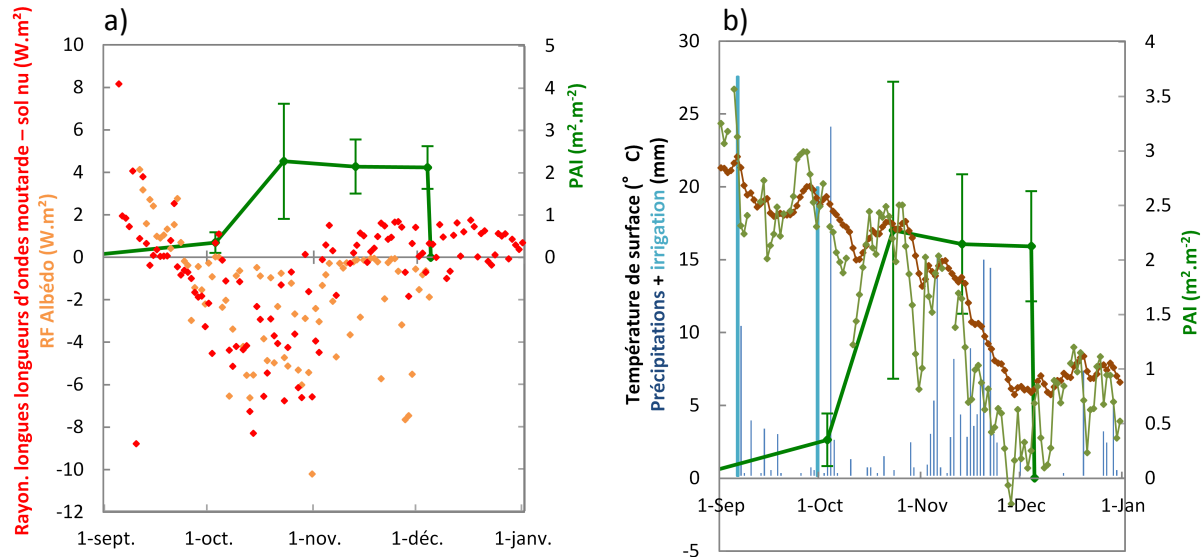 a)
Rayon. longues longueurs d'ondes moutarde – sol nu (W.m²)
RF Albédo (W.m²)
10
8
6
4
2
0
-2
-4
-6
-8
-10
-12
1-sept.
1-oct.
1-nov.
1-déc.
1-janv.
5
4
3
2
1
0
PAI (m².m⁻²)
b)
Température de surface (° C)
Précipitations + irrigation (mm)
30
25
20
15
10
5
0
-5
1-Sep
1-Oct
1-Nov
1-Dec
1-Jan
4
3.5
3
2.5
2
1.5
1
0.5
0
PAI (m².m⁻²)